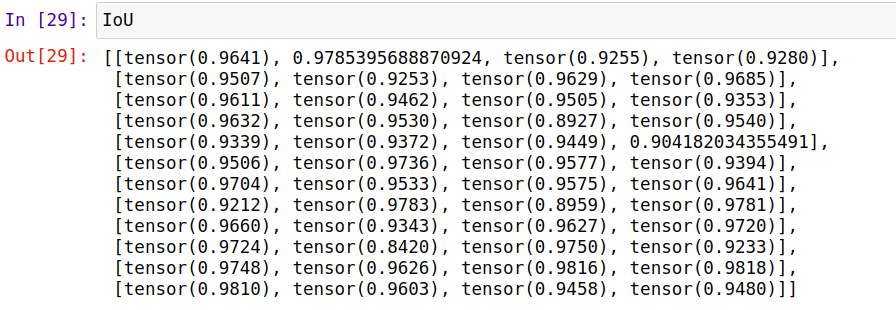 In [29]: IoU
Out[29]: [[tensor(0.9641), 0.9785395688870924, tensor(0.9255), tensor(0.9280)],
[tensor(0.9507), tensor(0.9253), tensor(0.9629), tensor(0.9685)],
[tensor(0.9611), tensor(0.9462), tensor(0.9505), tensor(0.9353)],
[tensor(0.9632), tensor(0.9530), tensor(0.8927), tensor(0.9540)],
[tensor(0.9339), tensor(0.9372), tensor(0.9449), 0.904182034355491],
[tensor(0.9506), tensor(0.9736), tensor(0.9577), tensor(0.9394)],
[tensor(0.9704), tensor(0.9533), tensor(0.9575), tensor(0.9641)],
[tensor(0.9212), tensor(0.9783), tensor(0.8959), tensor(0.9781)],
[tensor(0.9660), tensor(0.9343), tensor(0.9627), tensor(0.9720)],
[tensor(0.9724), tensor(0.8420), tensor(0.9750), tensor(0.9233)],
[tensor(0.9748), tensor(0.9626), tensor(0.9816), tensor(0.9818)],
[tensor(0.9810), tensor(0.9603), tensor(0.9458), tensor(0.9480)]]